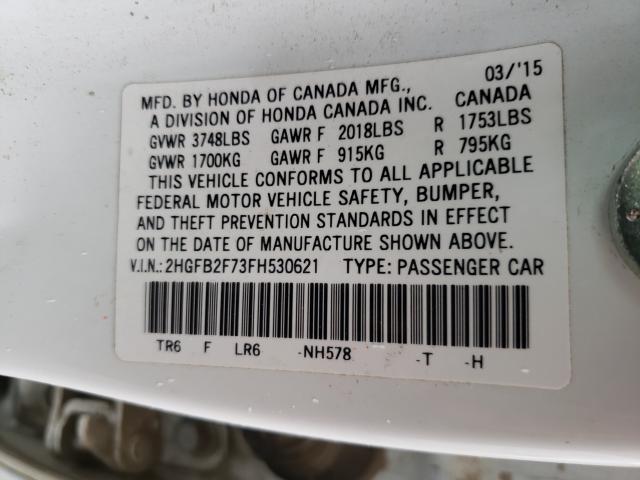 MFD. BY HONDA OF CANADA MFG., 03/'15
A DIVISION OF HONDA CANADA INC. CANADA
GVWR 3748LBS GAWR F 2018LBS R 1753LBS
GVWR 1700KG GAWR F 915KG R 795KG
THIS VEHICLE CONFORMS TO ALL APPLICABLE
FEDERAL MOTOR VEHICLE SAFETY, BUMPER,
AND THEFT PREVENTION STANDARDS IN EFFECT
ON THE DATE OF MANUFACTURE SHOWN ABOVE.
V.I.N.: 2HGFB2F73FH530621 TYPE: PASSENGER CAR
TR6 F LR6 -NH578 -T -H